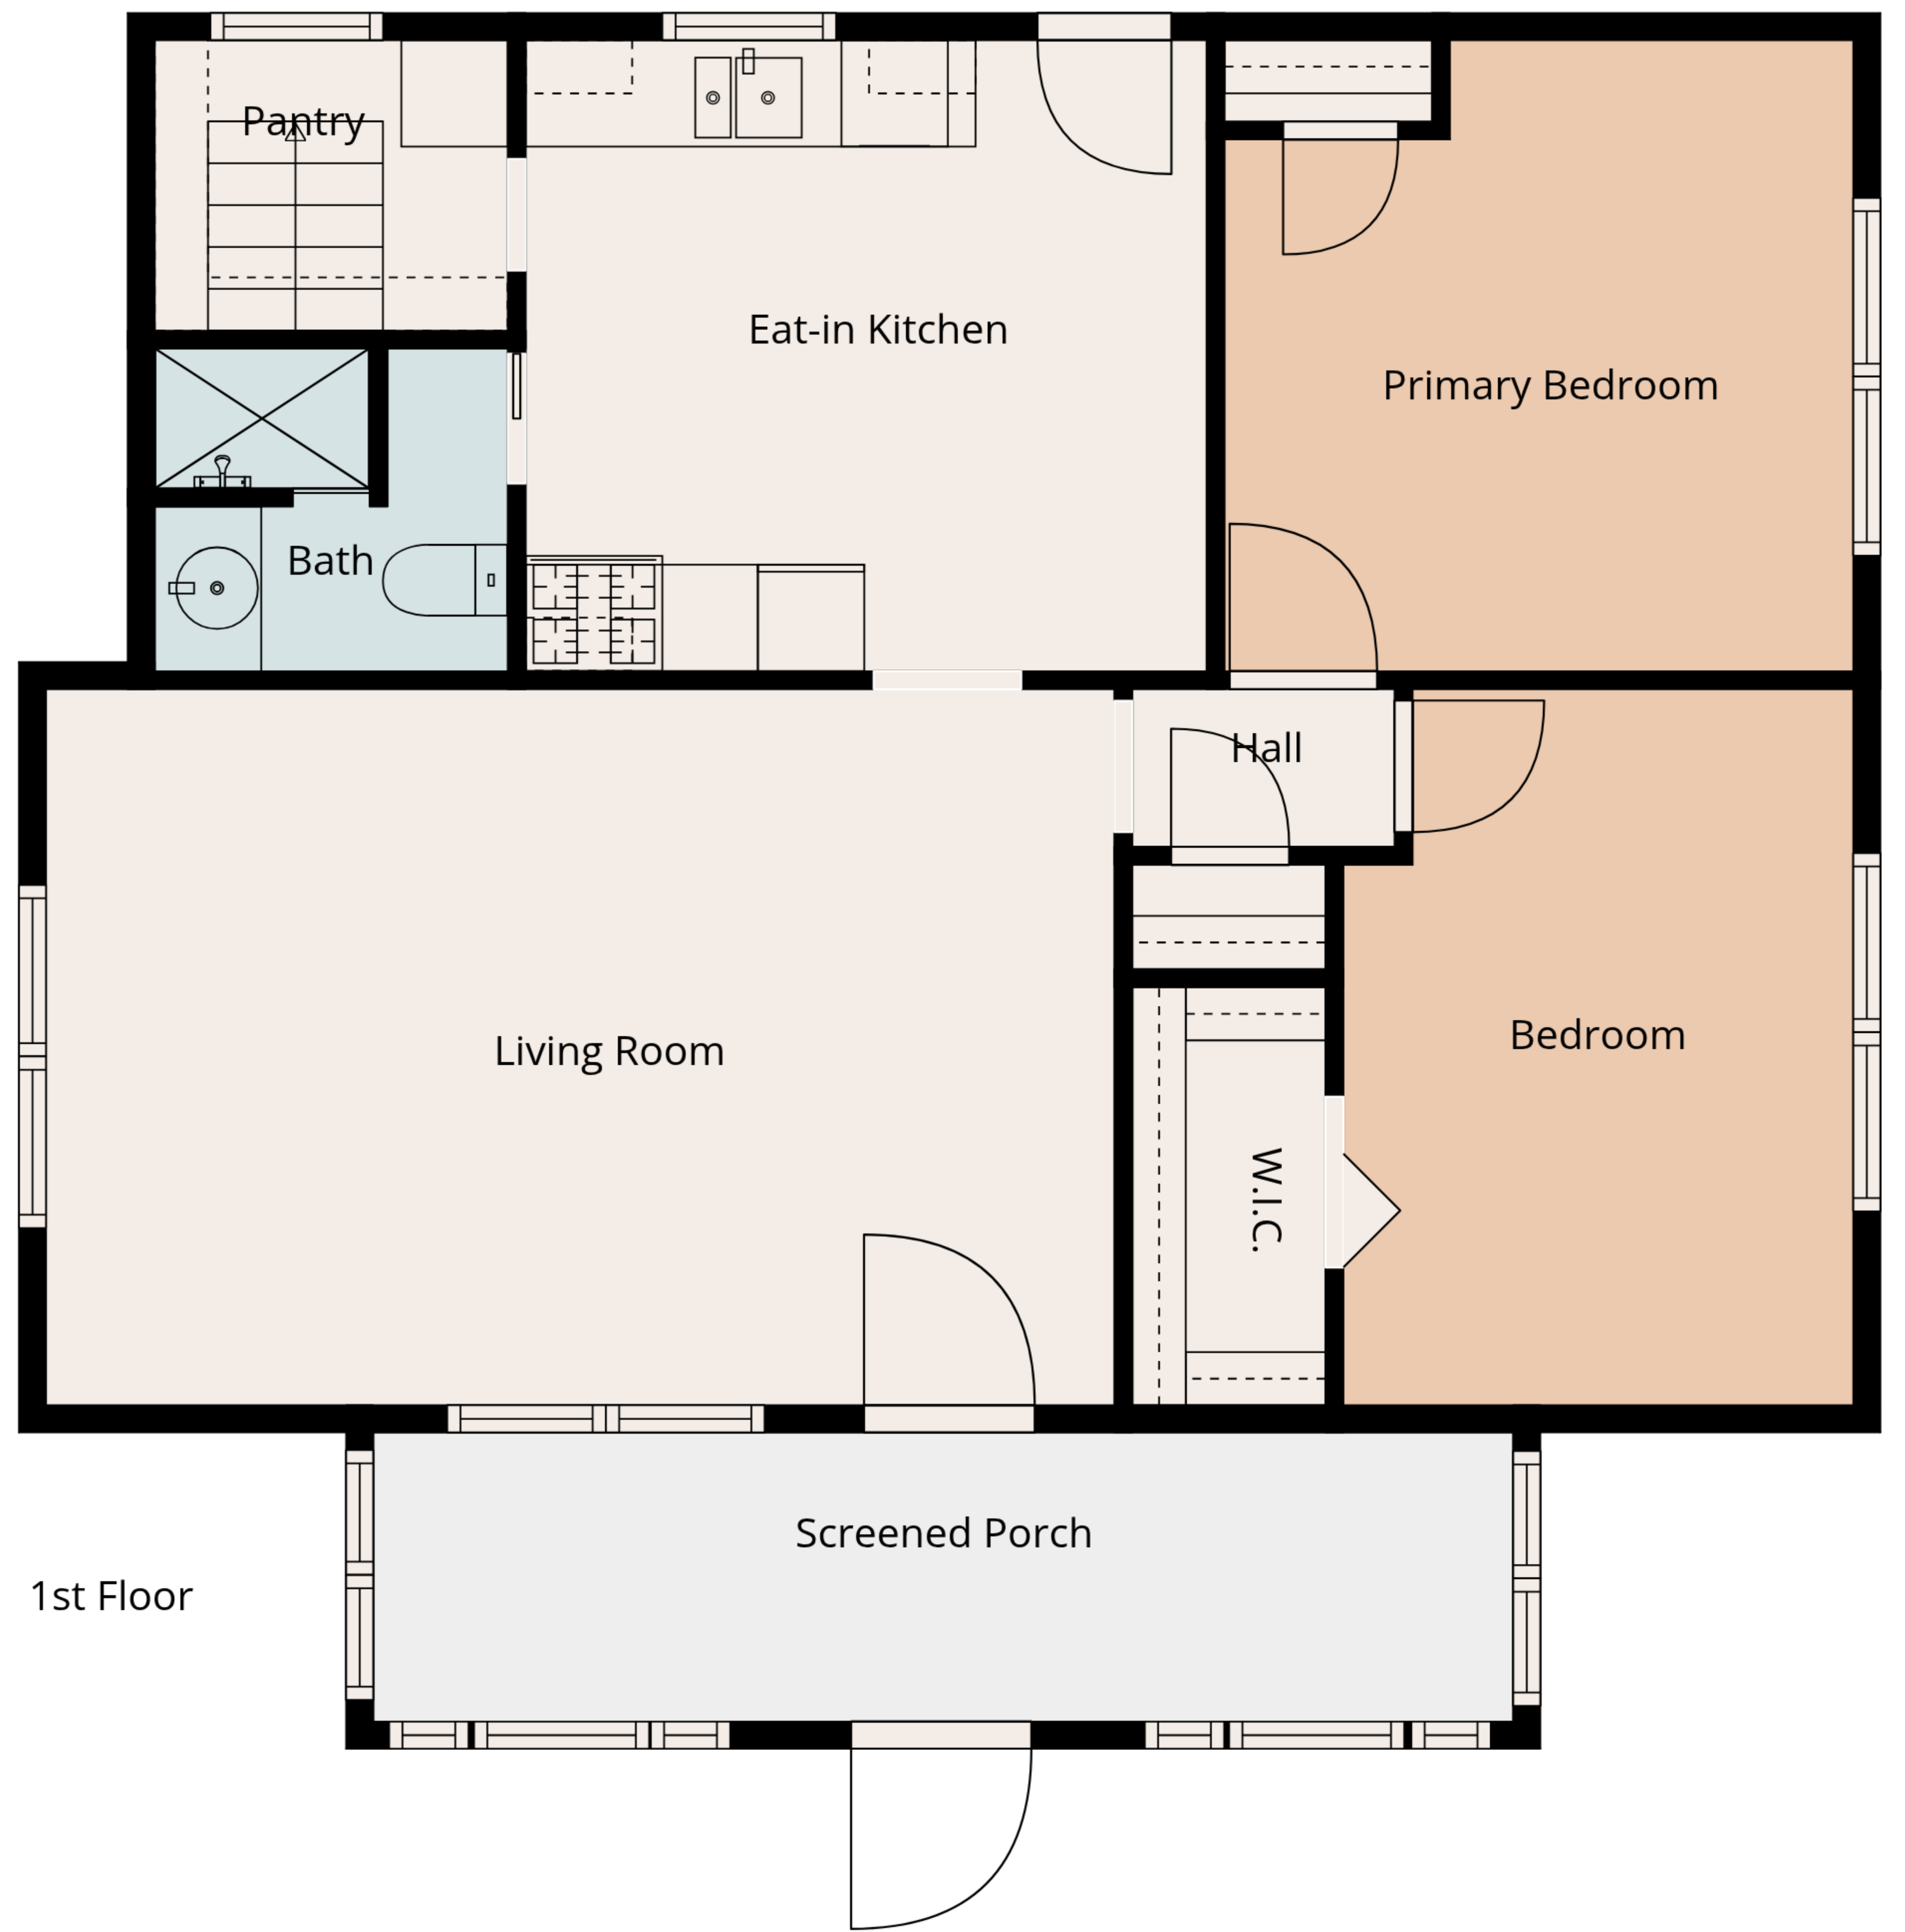 Pantry
Eat-in Kitchen
Primary Bedroom
Bath
Hall
Living Room
Bedroom
W.I.C.
Screened Porch
1st Floor